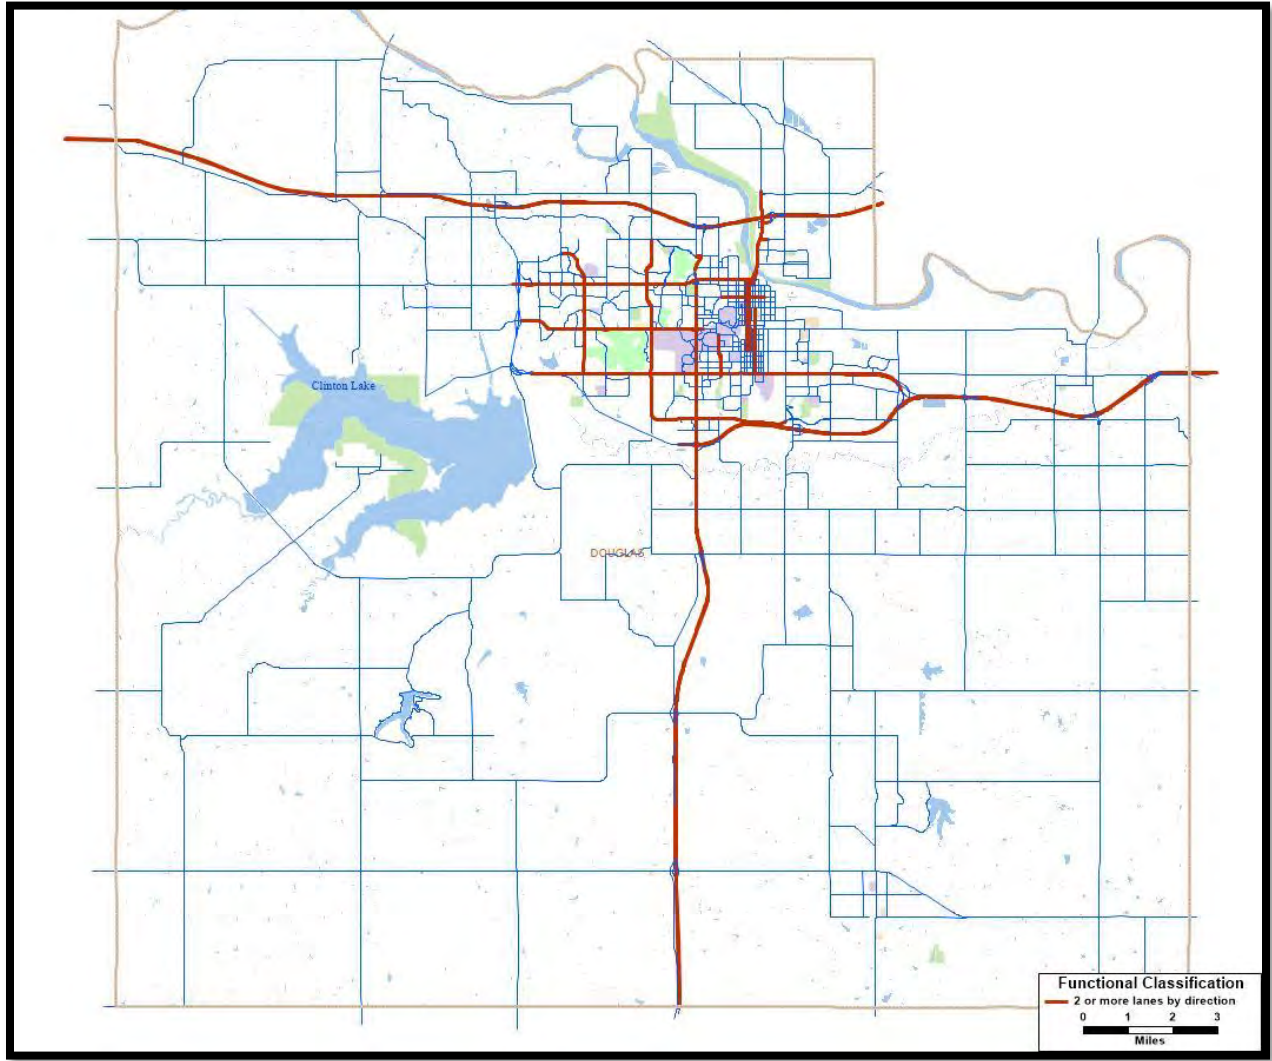 Clinton Lake
DOUGLAS
Functional Classification
2 or more lanes by direction
0 1 2 3
Miles